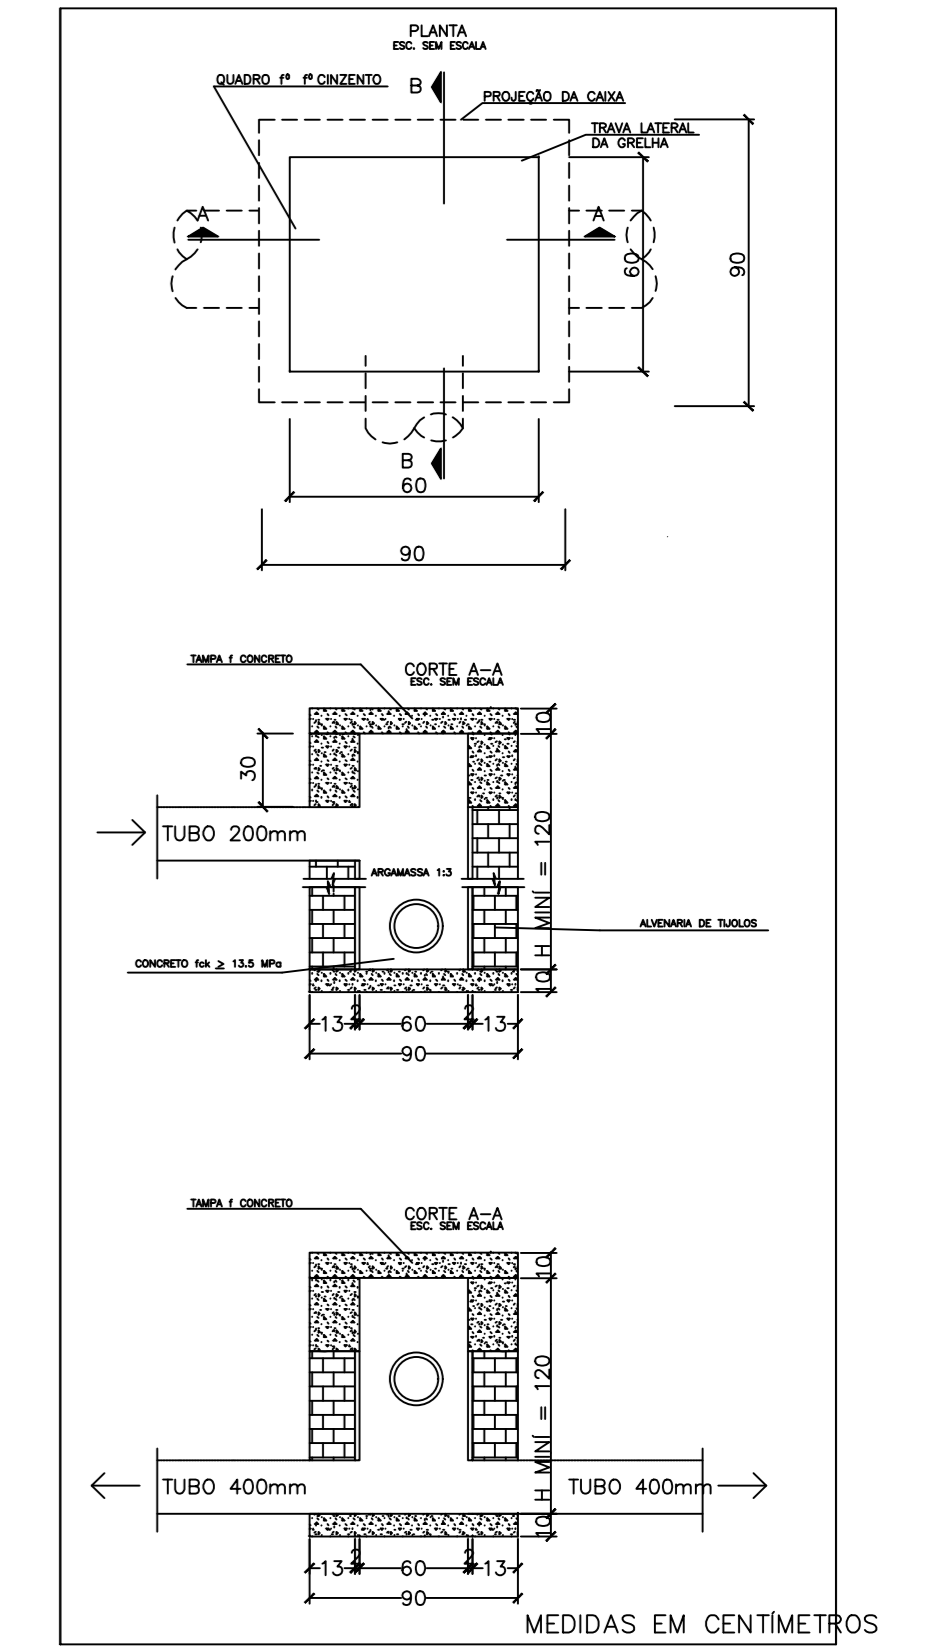 PLANTA
ESC. SEM ESCALA
QUADRO fº fº CINZENTO
B
PROJEÇÃO DA CAIXA
TRAVA LATERAL
DA GRELHA
A
A
60
90
B
60
90
TAMPA f CONCRETO
CORTE A-A
ESC. SEM ESCALA
10
30
TUBO 200mm
H MINÍ = 120
ARGAMASSA 1:3
ALVENARIA DE TIJOLOS
CONCRETO fck ≥ 13.5 MPa
10
13 2 60 2 13
90
TAMPA f CONCRETO
CORTE A-A
ESC. SEM ESCALA
10
H MINÍ = 120
TUBO 400mm
TUBO 400mm
10
13 2 60 2 13
90
MEDIDAS EM CENTÍMETROS